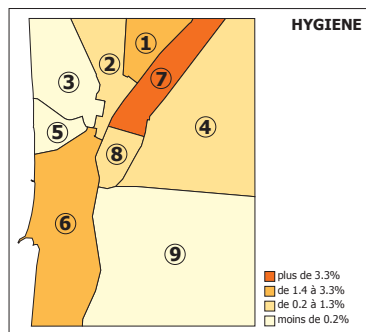 HYGIENE
1
2
3
7
4
5
8
6
9
plus de 3.3%
de 1.4 à 3.3%
de 0.2 à 1.3%
moins de 0.2%